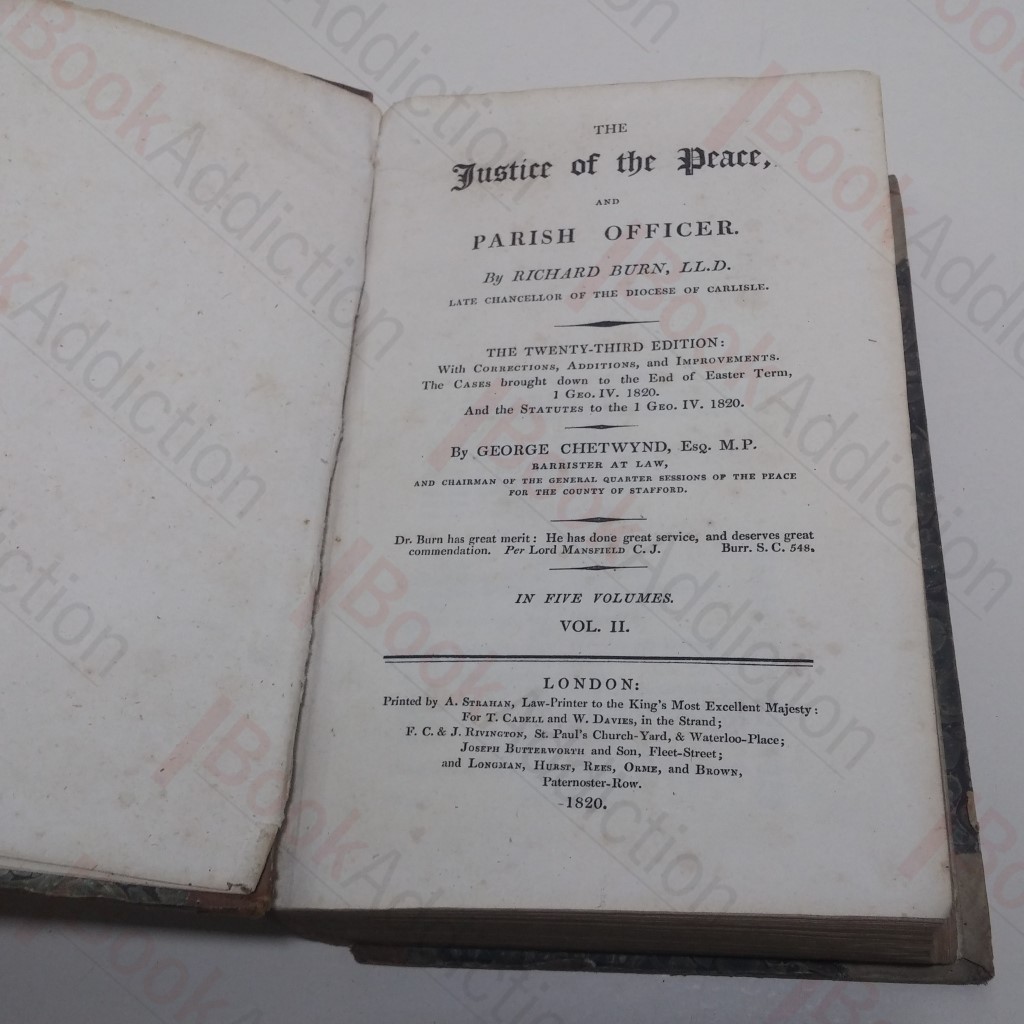 THE
Justice of the Peace,
AND
PARISH OFFICER.
By RICHARD BURN, LL.D.
LATE CHANCELLOR OF THE DIOCESE OF CARLISLE.
THE TWENTY-THIRD EDITION:
With CORRECTIONS, ADDITIONS, and IMPROVEMENTS.
The CASES brought down to the End of Easter Term,
1 GEO. IV. 1820.
And the STATUTES to the 1 GEO. IV. 1820.
By GEORGE CHETWYND, ESQ. M.P.
BARRISTER AT LAW,
AND CHAIRMAN OF THE GENERAL QUARTER SESSIONS OF THE PEACE
FOR THE COUNTY OF STAFFORD.
Dr. Burn has great merit: He has done great service, and deserves great
commendation. Per Lord MANSFIELD C. J. Burr. S. C. 548.
IN FIVE VOLUMES.
VOL. II.
LONDON:
Printed by A. STRAHAN, Law-Printer to the King's Most Excellent Majesty:
For T. CADELL and W. DAVIES, in the Strand;
F. C. & J. RIVINGTON, St. Paul's Church-Yard, & Waterloo-Place;
JOSEPH BUTTERWORTH and Son, Fleet-Street;
and LONGMAN, HURST, REES, ORME, and BROWN,
Paternoster-Row.
1820.
BookAddiction